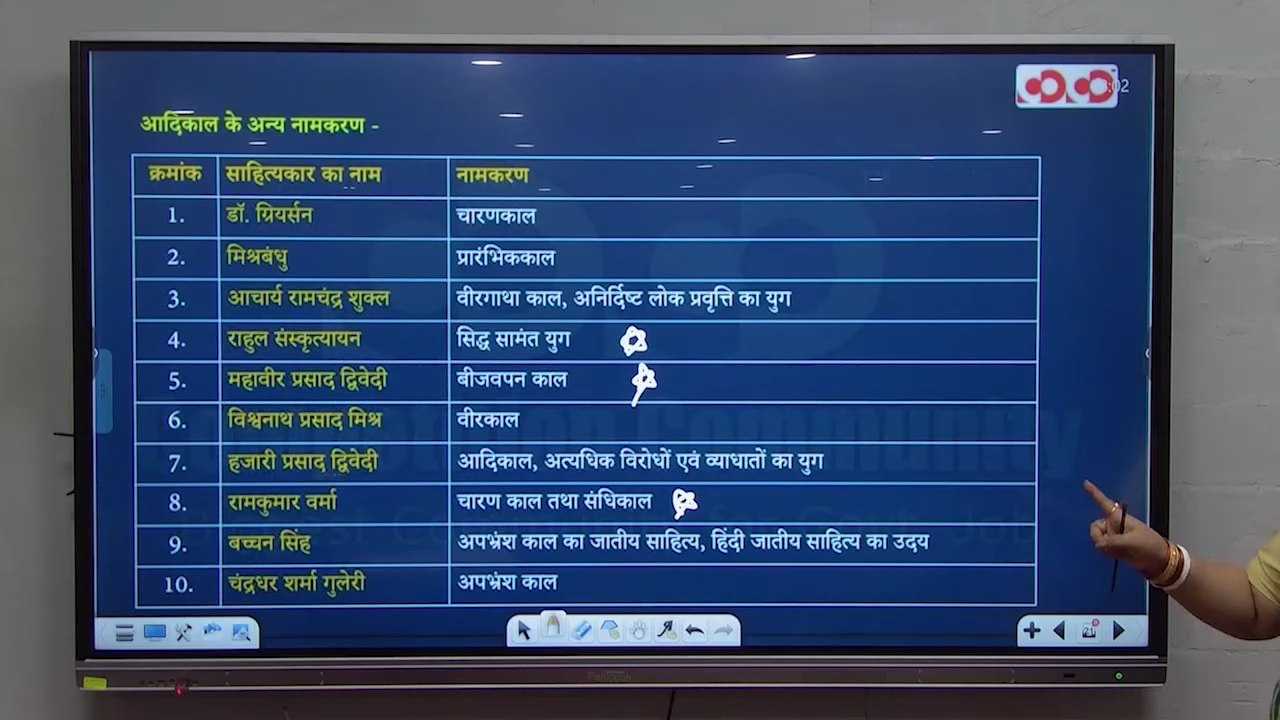 :02
आदिकाल के अन्य नामकरण -
क्रमांक साहित्यकार का नाम नामकरण
1. डॉ. ग्रियर्सन चारणकाल
2. मिश्रबंधु प्रारंभिककाल
3. आचार्य रामचंद्र शुक्ल वीरगाथा काल, अनिर्दिष्ट लोक प्रवृत्ति का युग
4. राहुल संस्कृत्यायन सिद्ध सामंत युग
5. महावीर प्रसाद द्विवेदी बीजवपन काल
6. विश्वनाथ प्रसाद मिश्र वीरकाल
7. हजारी प्रसाद द्विवेदी आदिकाल, अत्यधिक विरोधों एवं व्याधातों का युग
8. रामकुमार वर्मा चारण काल तथा संधिकाल
9. बच्चन सिंह अपभ्रंश काल का जातीय साहित्य, हिंदी जातीय साहित्य का उदय
10. चंद्रधर शर्मा गुलेरी अपभ्रंश काल
21